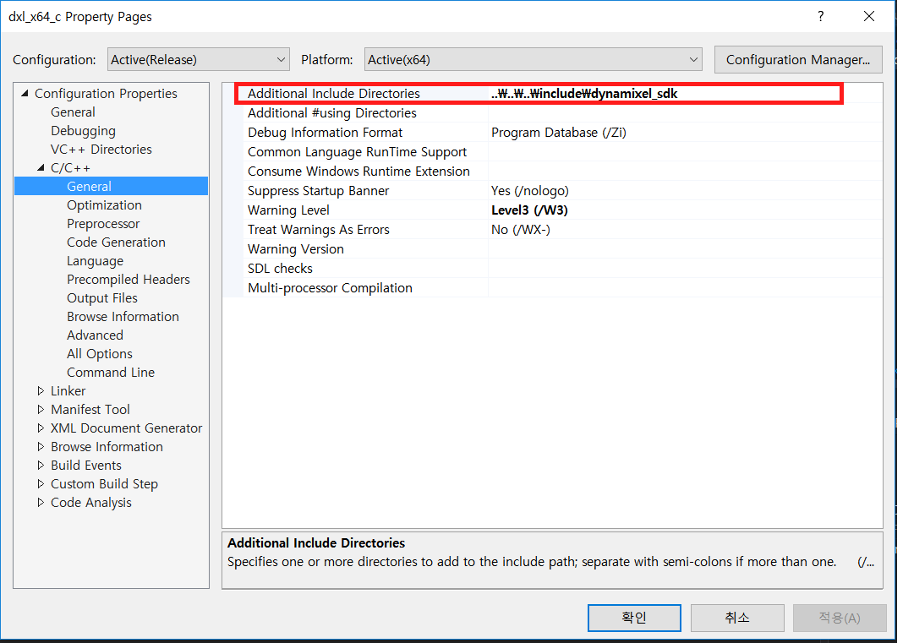 dxl_x64_c Property Pages
?
Configuration: Active(Release) Platform: Active(x64) Configuration Manager...
Configuration Properties
General
Debugging
VC++ Directories
C/C++
General
Optimization
Preprocessor
Code Generation
Language
Precompiled Headers
Output Files
Browse Information
Advanced
All Options
Command Line
Linker
Manifest Tool
XML Document Generator
Browse Information
Build Events
Custom Build Step
Code Analysis
Additional Include Directories ..₩..₩..₩include₩dynamixel_sdk
Additional #using Directories
Debug Information Format Program Database (/Zi)
Common Language RunTime Support
Consume Windows Runtime Extension
Suppress Startup Banner Yes (/nologo)
Warning Level Level3 (/W3)
Treat Warnings As Errors No (/WX-)
Warning Version
SDL checks
Multi-processor Compilation
Additional Include Directories
Specifies one or more directories to add to the include path; separate with semi-colons if more than one. (/...
확인 취소 적용(A)